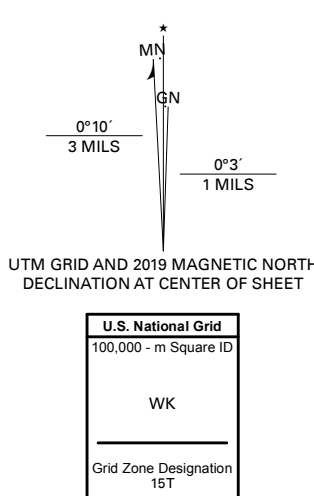 ★
MN
GN
0°10´
3 MILS
0°3´
1 MILS
UTM GRID AND 2019 MAGNETIC NORTH
DECLINATION AT CENTER OF SHEET
U.S. National Grid
100,000 - m Square ID
WK
Grid Zone Designation
15T